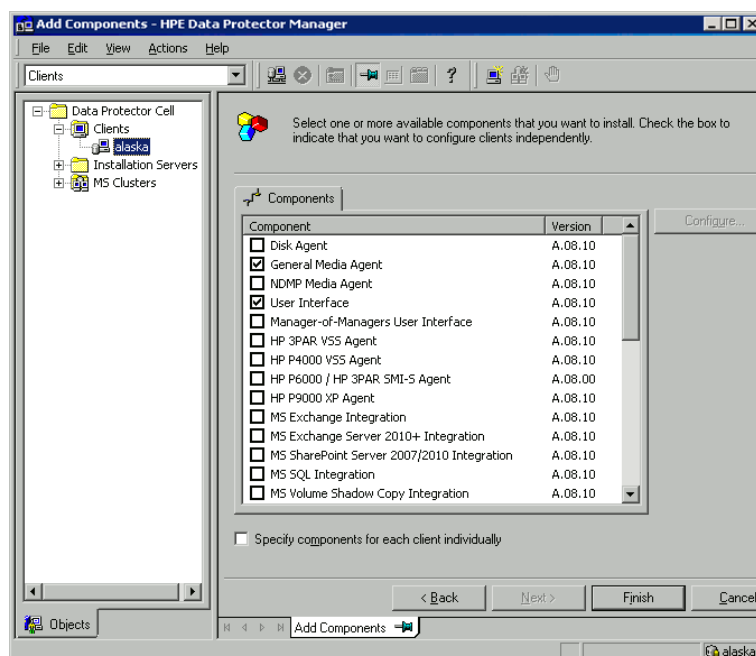 Add Components - HPE Data Protector Manager
File Edit View Actions Help
Clients
?
Data Protector Cell
Clients
alaska
Installation Servers
MS Clusters
Objects
Select one or more available components that you want to install. Check the box to
indicate that you want to configure clients independently.
Components
Configure...
Component Version
Disk Agent A.08.10
General Media Agent A.08.10
NDMP Media Agent A.08.10
User Interface A.08.10
Manager-of-Managers User Interface A.08.10
HP 3PAR VSS Agent A.08.10
HP P4000 VSS Agent A.08.10
HP P6000 / HP 3PAR SMI-S Agent A.08.00
HP P9000 XP Agent A.08.10
MS Exchange Integration A.08.10
MS Exchange Server 2010+ Integration A.08.10
MS SharePoint Server 2007/2010 Integration A.08.10
MS SQL Integration A.08.10
MS Volume Shadow Copy Integration A.08.10
Specify components for each client individually
< Back Next > Finish Cancel
Add Components
alaska